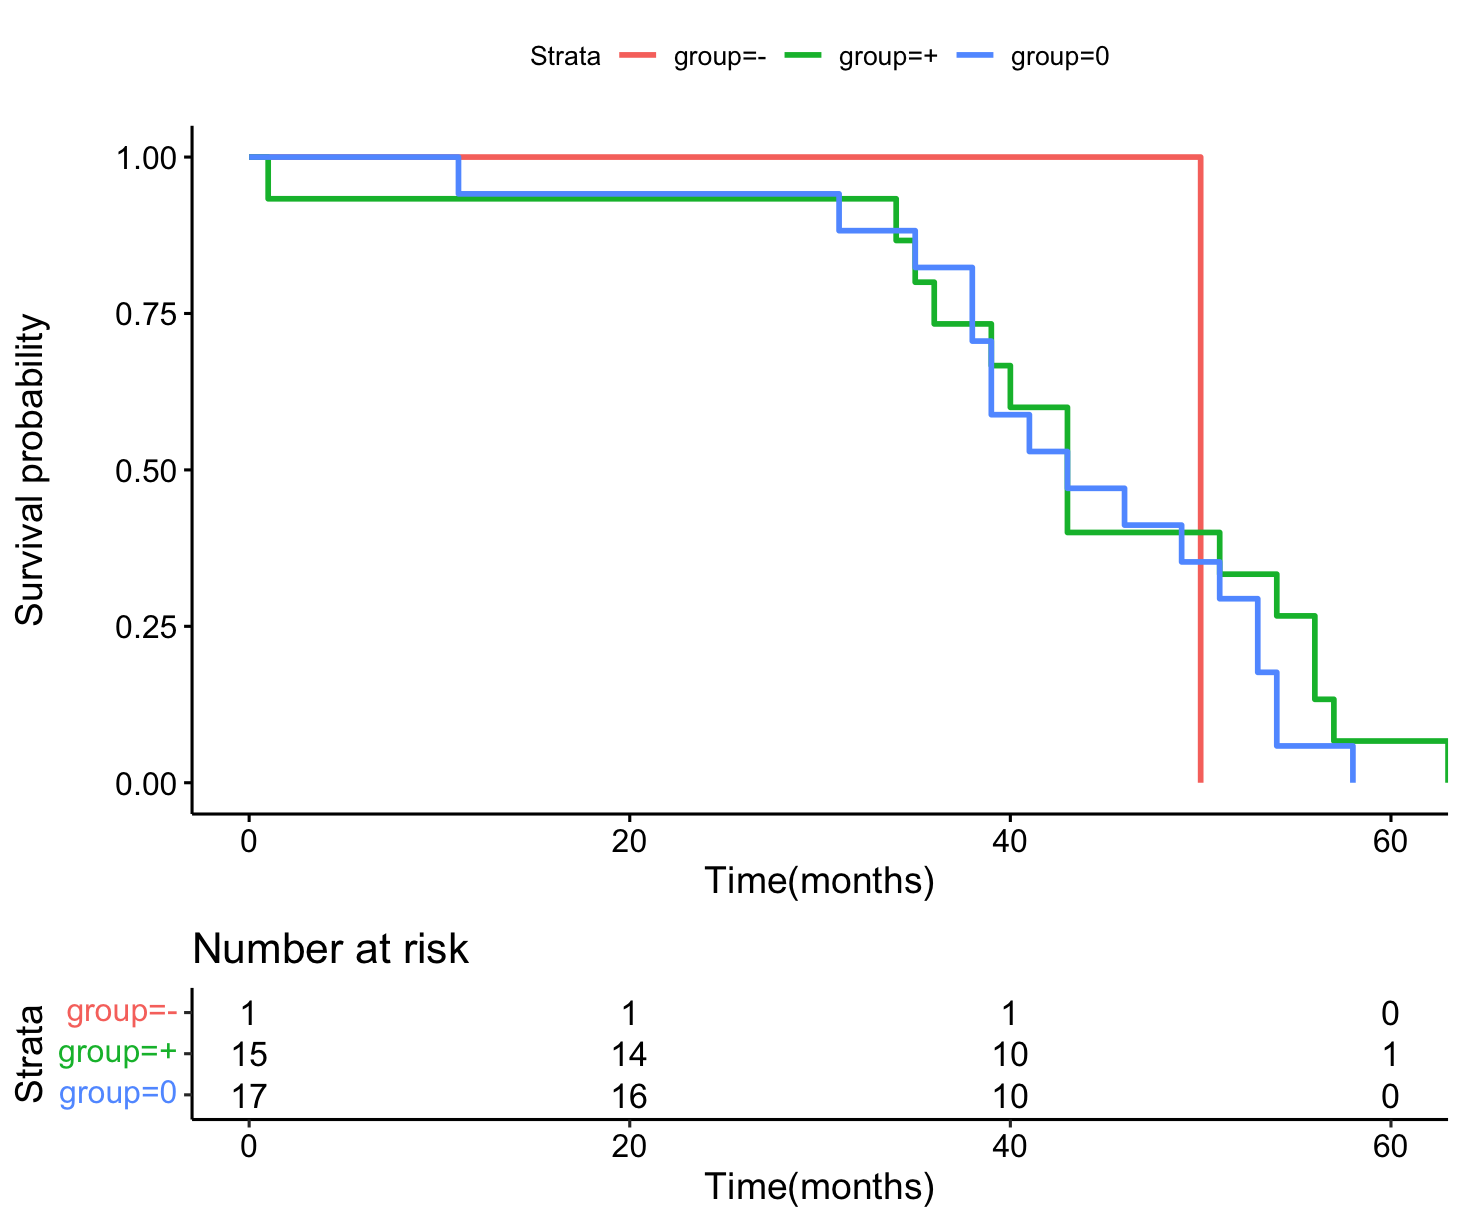 Strata group=- group=+ group=0
1.00
0.75
0.50
0.25
0.00
Survival probability
0 20 40 60
Time(months)
Number at risk
Strata
group=- 1 1 1 0
group=+ 15 14 10 1
group=0 17 16 10 0
0 20 40 60
Time(months)